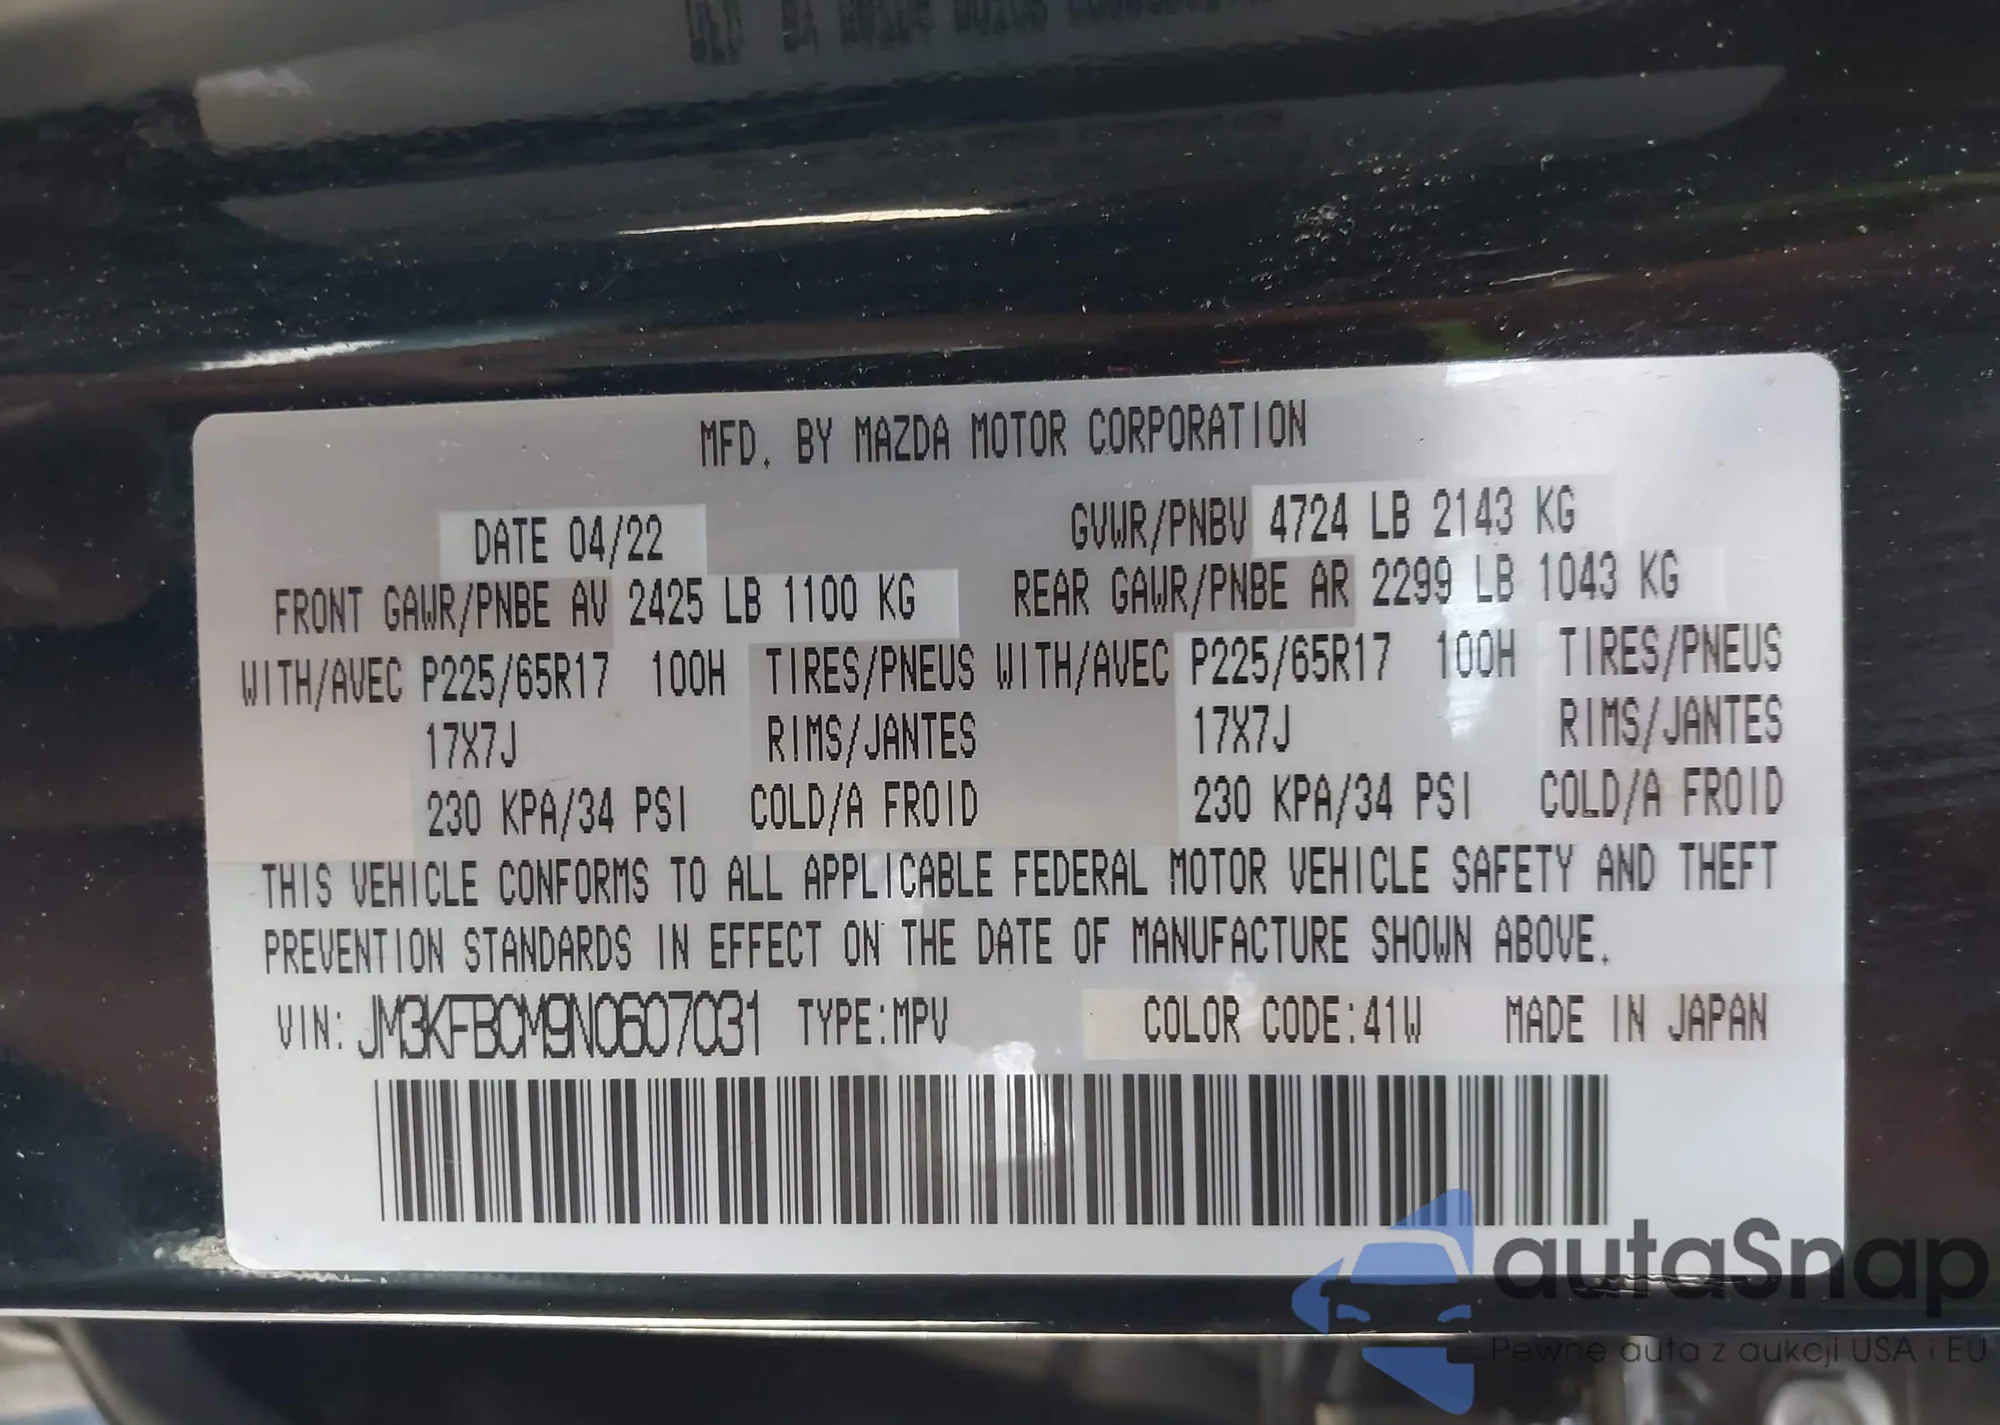 MFD. BY MAZDA MOTOR CORPORATION
DATE 04/22 GVWR/PNBV 4724 LB 2143 KG
FRONT GAWR/PNBE AV 2425 LB 1100 KG REAR GAWR/PNBE AR 2299 LB 1043 KG
WITH/AVEC P225/65R17 100H TIRES/PNEUS WITH/AVEC P225/65R17 100H TIRES/PNEUS
17X7J RIMS/JANTES 17X7J RIMS/JANTES
230 KPA/34 PSI COLD/A FROID 230 KPA/34 PSI COLD/A FROID
THIS VEHICLE CONFORMS TO ALL APPLICABLE FEDERAL MOTOR VEHICLE SAFETY AND THEFT
PREVENTION STANDARDS IN EFFECT ON THE DATE OF MANUFACTURE SHOWN ABOVE.
VIN: JM3KFBCM9N0607031 TYPE:MPV COLOR CODE:41W MADE IN JAPAN
autaSnap
Pewne auta z aukcji USA i EU